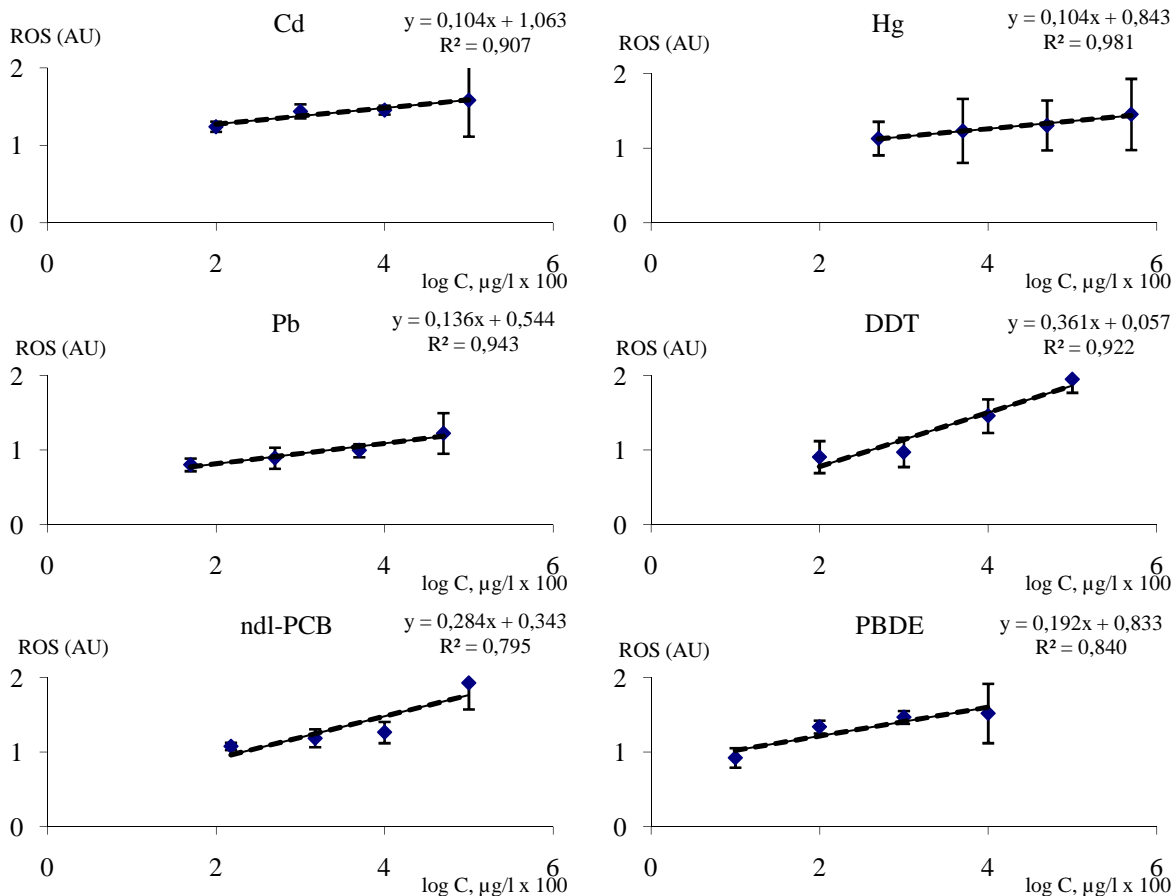 Cd
y = 0,104x + 1,063
R² = 0,907
ROS (AU)
2
1
0
0 2 4 6
log C, µg/l x 100
Hg
y = 0,104x + 0,843
R² = 0,981
ROS (AU)
2
1
0
0 2 4 6
log C, µg/l x 100
Pb
y = 0,136x + 0,544
R² = 0,943
ROS (AU)
2
1
0
0 2 4 6
log C, µg/l x 100
DDT
y = 0,361x + 0,057
R² = 0,922
ROS (AU)
2
1
0
0 2 4 6
log C, µg/l x 100
ndl-PCB
y = 0,284x + 0,343
R² = 0,795
ROS (AU)
2
1
0
0 2 4 6
log C, µg/l x 100
PBDE
y = 0,192x + 0,833
R² = 0,840
ROS (AU)
2
1
0
0 2 4 6
log C, µg/l x 100